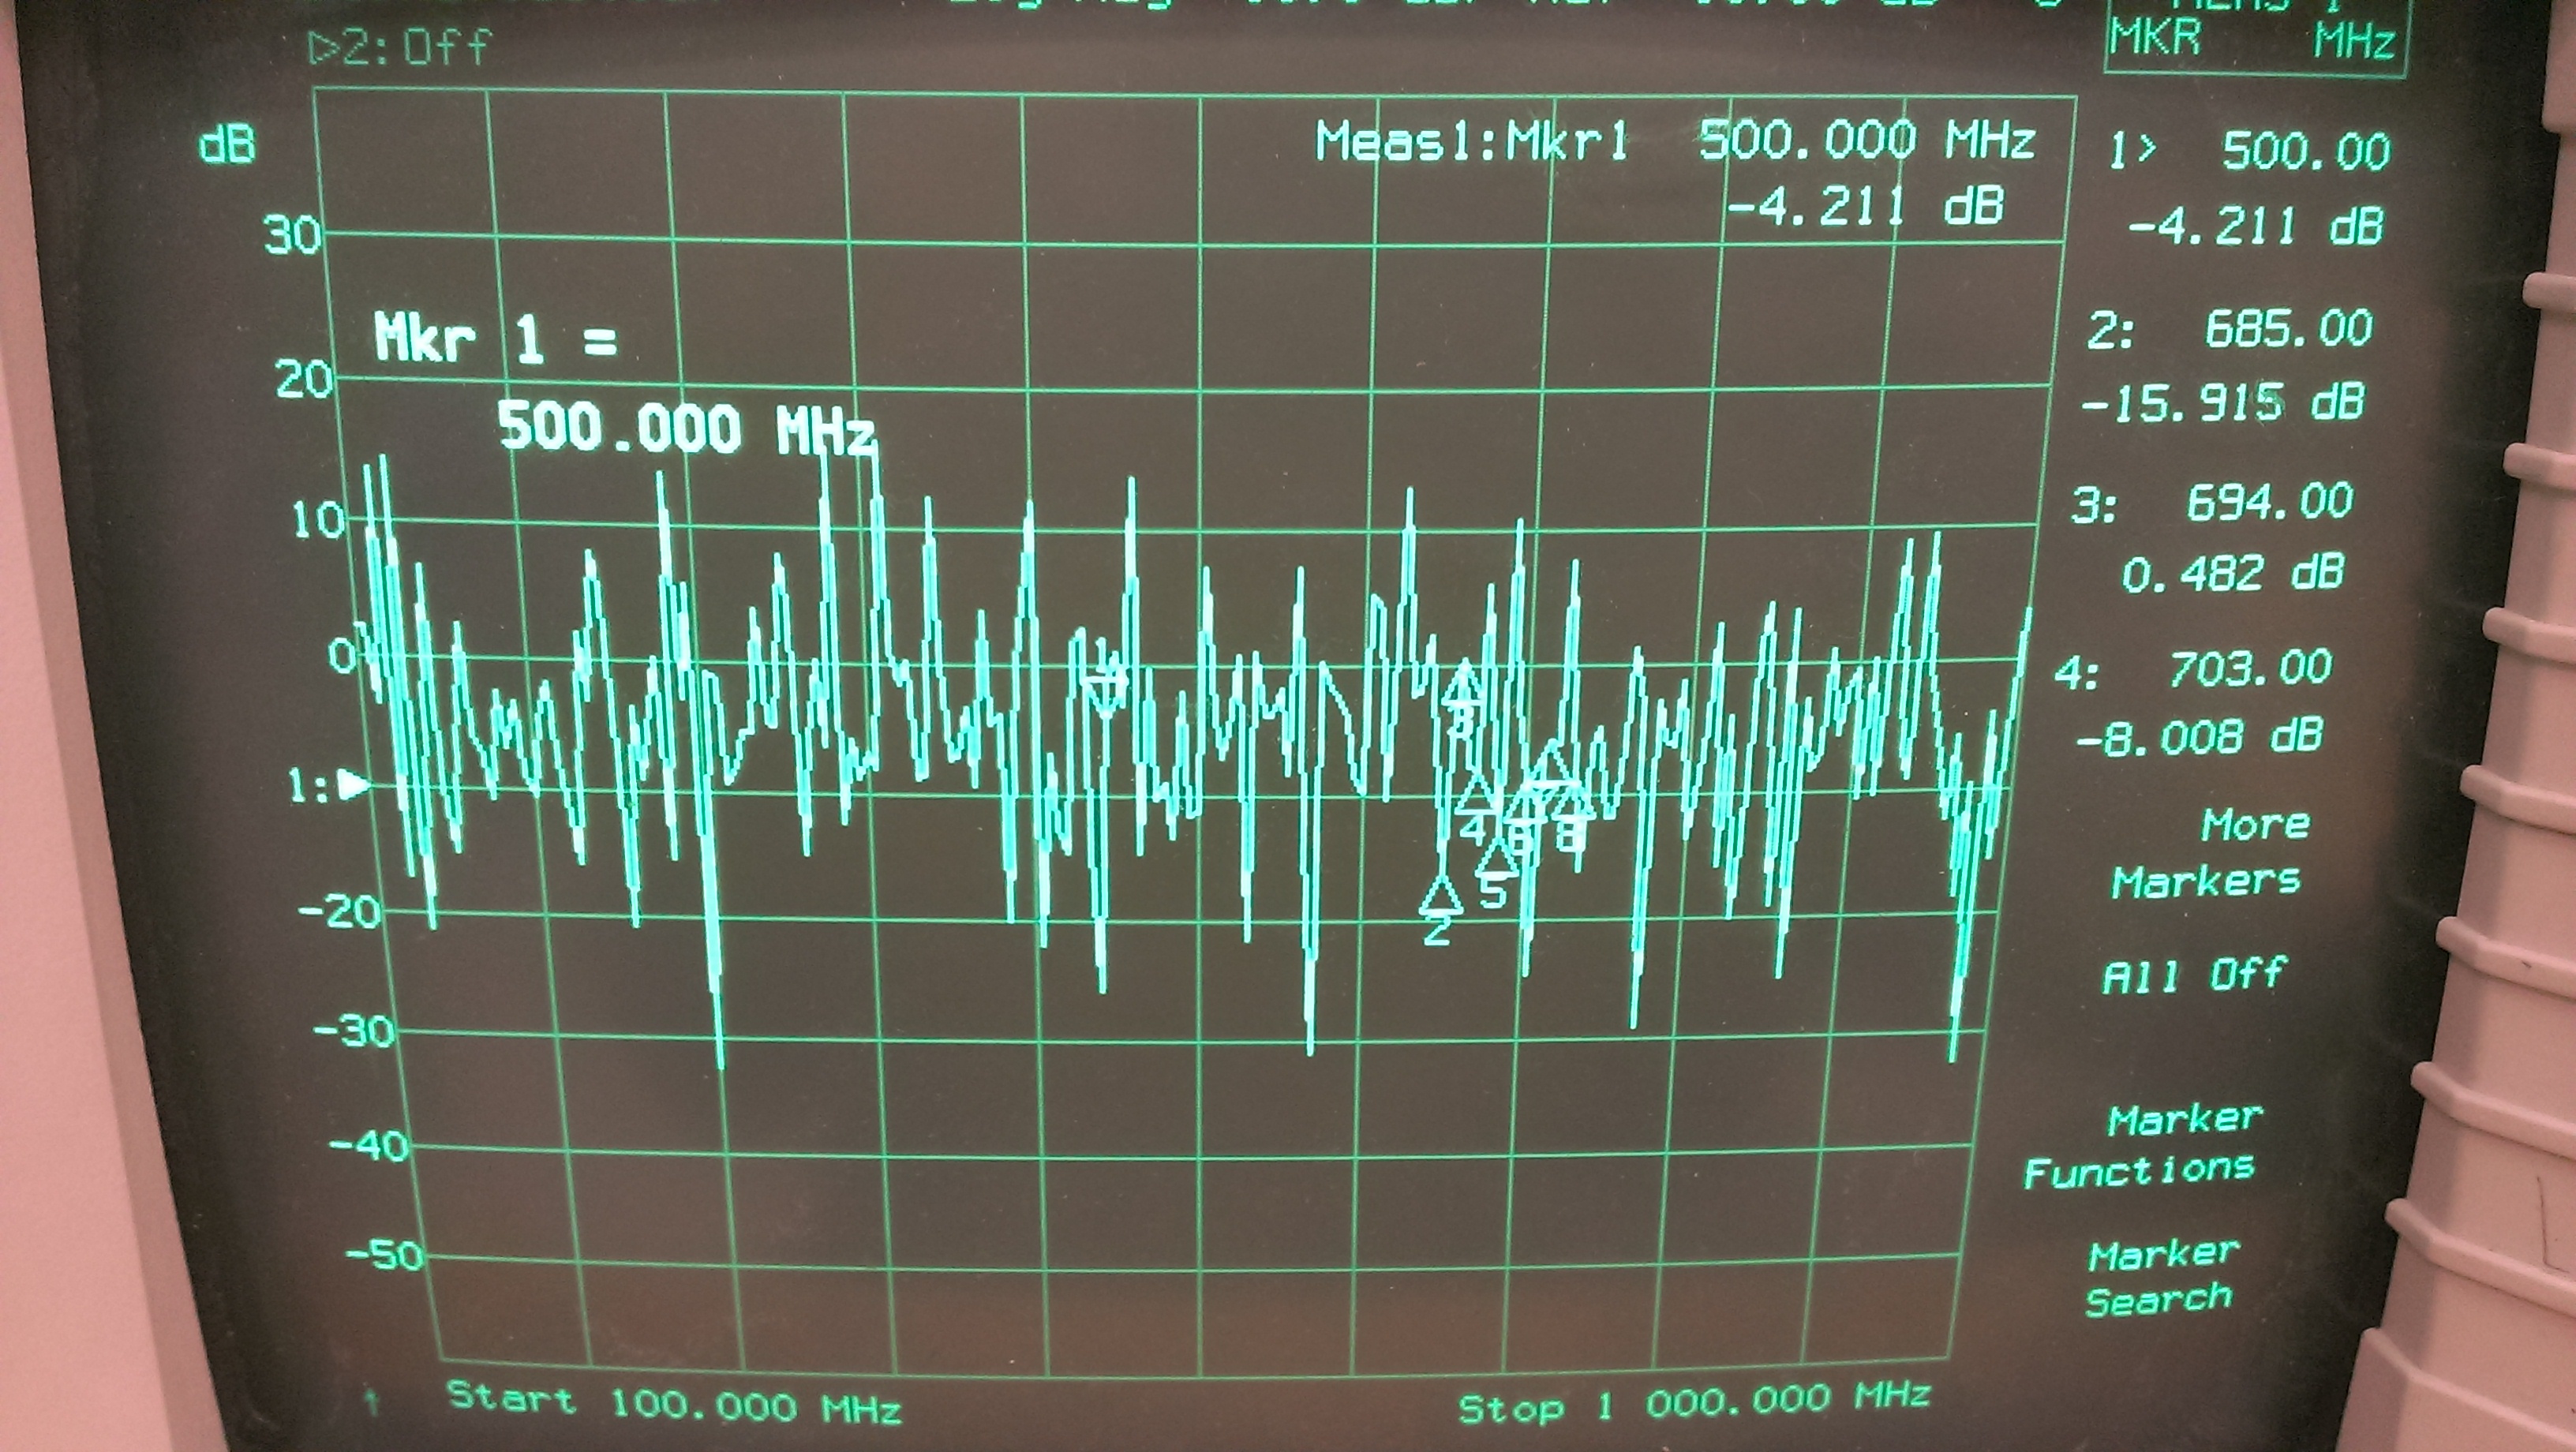 ▷2:Off
MKR MHz
dB
30
20
10
0
1:▶
-20
-30
-40
-50
Meas1:Mkr1 500.000 MHz
-4.211 dB
Mkr 1 =
500.000 MHz
1
3
4
6
8
5
2
Start 100.000 MHz
Stop 1 000.000 MHz
1> 500.00
-4.211 dB
2: 685.00
-15.915 dB
3: 694.00
0.482 dB
4: 703.00
-8.008 dB
More
Markers
All Off
Marker
Functions
Marker
Search